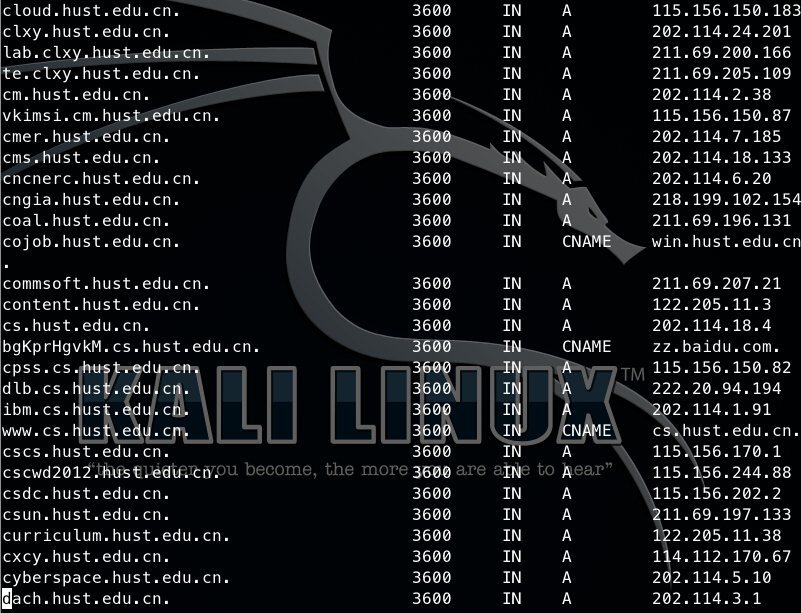 cloud.hust.edu.cn. 3600 IN A 115.156.150.183
clxy.hust.edu.cn. 3600 IN A 202.114.24.201
lab.clxy.hust.edu.cn. 3600 IN A 211.69.200.166
te.clxy.hust.edu.cn. 3600 IN A 211.69.205.109
cm.hust.edu.cn. 3600 IN A 202.114.2.38
vkimsi.cm.hust.edu.cn. 3600 IN A 115.156.150.87
cmer.hust.edu.cn. 3600 IN A 202.114.7.185
cms.hust.edu.cn. 3600 IN A 202.114.18.133
cncnerc.hust.edu.cn. 3600 IN A 202.114.6.20
cngia.hust.edu.cn. 3600 IN A 218.199.102.154
coal.hust.edu.cn. 3600 IN A 211.69.196.131
cojob.hust.edu.cn. 3600 IN CNAME win.hust.edu.cn
.
commsoft.hust.edu.cn. 3600 IN A 211.69.207.21
content.hust.edu.cn. 3600 IN A 122.205.11.3
cs.hust.edu.cn. 3600 IN A 202.114.18.4
bgKprHgvkM.cs.hust.edu.cn. 3600 IN CNAME zz.baidu.com.
cpss.cs.hust.edu.cn. 3600 IN A 115.156.150.82
dlb.cs.hust.edu.cn. 3600 IN A 222.20.94.194
ibm.cs.hust.edu.cn. 3600 IN A 202.114.1.91
www.cs.hust.edu.cn. 3600 IN CNAME cs.hust.edu.cn.
KALI LINUX™
cscs.hust.edu.cn. 3600 IN A 115.156.170.1
cscwd2012.hust.edu.cn. 3600 IN A 115.156.244.88
"the quieter you become, the more you are able to hear"
csdc.hust.edu.cn. 3600 IN A 115.156.202.2
csun.hust.edu.cn. 3600 IN A 211.69.197.133
curriculum.hust.edu.cn. 3600 IN A 122.205.11.38
cxcy.hust.edu.cn. 3600 IN A 114.112.170.67
cyberspace.hust.edu.cn. 3600 IN A 202.114.5.10
dach.hust.edu.cn. 3600 IN A 202.114.3.1